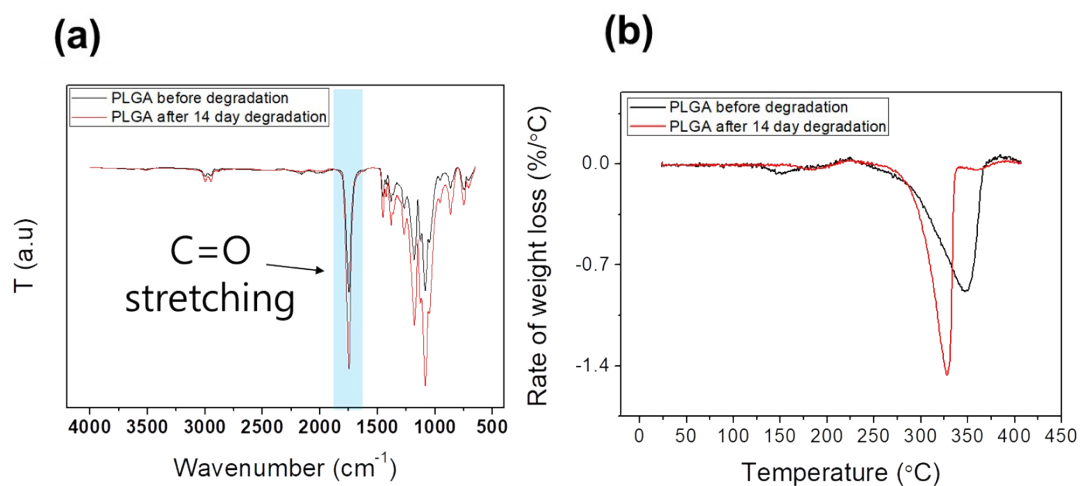 (a)
PLGA before degradation
PLGA after 14 day degradation
C=O
stretching
T (a.u)
4000 3500 3000 2500 2000 1500 1000 500
Wavenumber (cm⁻¹)
(b)
PLGA before degradation
PLGA after 14 day degradation
Rate of weight loss (%/°C)
0.0
-0.7
-1.4
0 50 100 150 200 250 300 350 400 450
Temperature (°C)